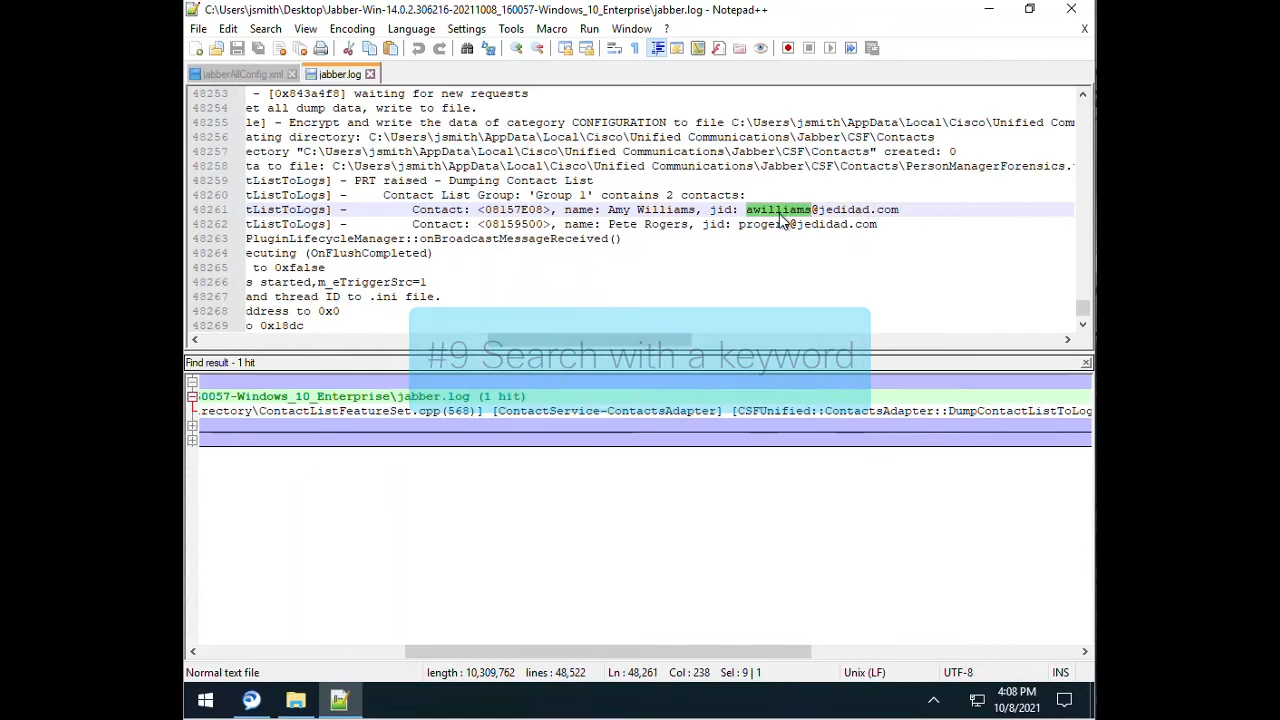 C:\Users\jsmith\Desktop\Jabber-Win-14.0.2.306216-20211008_160057-Windows_10_Enterprise\jabber.log - Notepad++
File Edit Search View Encoding Language Settings Tools Macro Run Window ? X
jabberAllConfig.xml jabber.log
48253 - [0x843a4f8] waiting for new requests
48254 et all dump data, write to file.
48255 le] - Encrypt and write the data of category CONFIGURATION to file C:\Users\jsmith\AppData\Local\Cisco\Unified Com
48256 ating directory: C:\Users\jsmith\AppData\Local\Cisco\Unified Communications\Jabber\CSF\Contacts
48257 ectory "C:\Users\jsmith\AppData\Local\Cisco\Unified Communications\Jabber\CSF\Contacts" created: 0
48258 ta to file: C:\Users\jsmith\AppData\Local\Cisco\Unified Communications\Jabber\CSF\Contacts\PersonManagerForensics.
48259 tListToLogs] - PRT raised - Dumping Contact List
48260 tListToLogs] - Contact List Group: 'Group 1' contains 2 contacts:
48261 tListToLogs] - Contact: <08157E08>, name: Amy Williams, jid: awilliams@jedidad.com
48262 tListToLogs] - Contact: <08159500>, name: Pete Rogers, jid: progers@jedidad.com
48263 PluginLifecycleManager::onBroadcastMessageReceived()
48264 ecuting (OnFlushCompleted)
48265 to 0xfalse
48266 s started,m_eTriggerSrc=1
48267 and thread ID to .ini file.
48268 ddress to 0x0
48269 o 0x18dc
#9 Search with a keyword
Find result - 1 hit
60057-Windows_10_Enterprise\jabber.log (1 hit)
.rectory\ContactListFeatureSet.cpp(568)] [ContactService-ContactsAdapter] [CSFUnified::ContactsAdapter::DumpContactListToLog
Normal text file length : 10,309,762 lines : 48,522 Ln : 48,261 Col : 238 Sel : 9 | 1 Unix (LF) UTF-8 INS
4:08 PM
10/8/2021